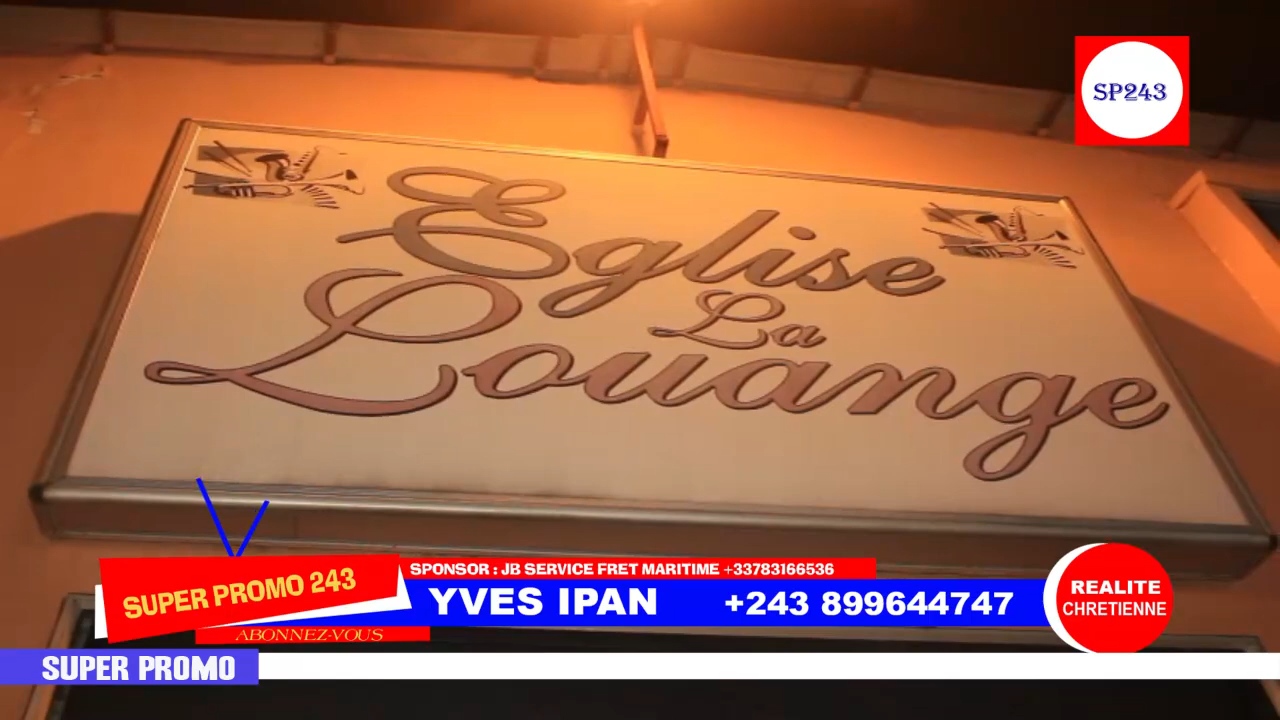 SP243
Eglise
La
Louange
SUPER PROMO 243
SPONSOR : JB SERVICE FRET MARITIME +33783166536
YVES IPAN +243 899644747
REALITE
CHRETIENNE
ABONNEZ-VOUS
SUPER PROMO